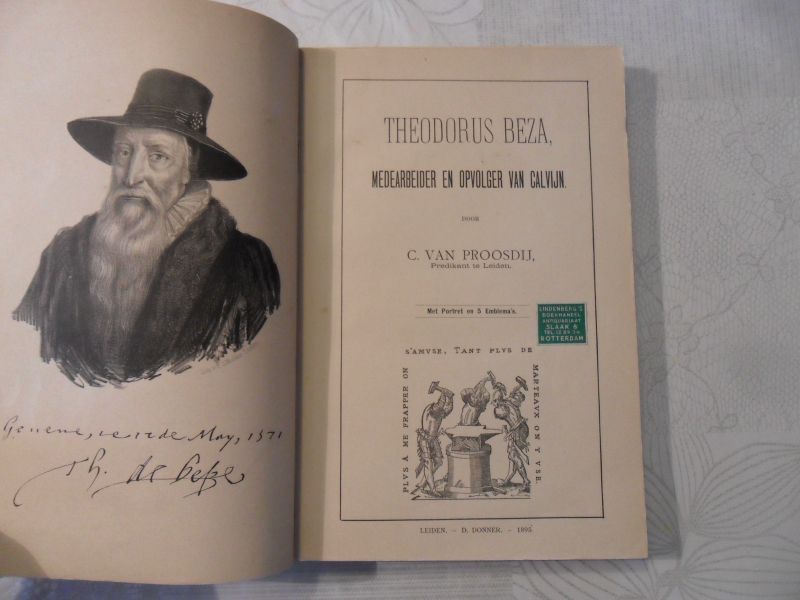 Geneue, ce 12 de May, 1571
Th. de Besze
THEODORUS BEZA,
MEDEARBEIDER EN OPVOLGER VAN CALVIJN.
DOOR
C. VAN PROOSDIJ,
Predikant te Leiden.
Met Portret en 5 Emblema's.
LINDENBERG'S
BOEKHANDEL
ANTIQUARIAAT
SLAAK 8
ROTTERDAM
PLVS À ME FRAPPER ON
S'AMVSE, TANT PLVS DE
MARTEAVX ON Y VSE.
LEIDEN. — D. DONNER. — 1895.